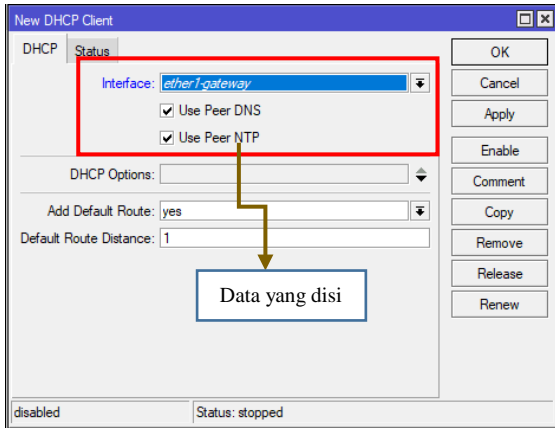 New DHCP Client
DHCP Status
Interface: ether1-gateway
Use Peer DNS
Use Peer NTP
DHCP Options:
Add Default Route: yes
Default Route Distance: 1
Data yang disi
OK
Cancel
Apply
Enable
Comment
Copy
Remove
Release
Renew
disabled
Status: stopped